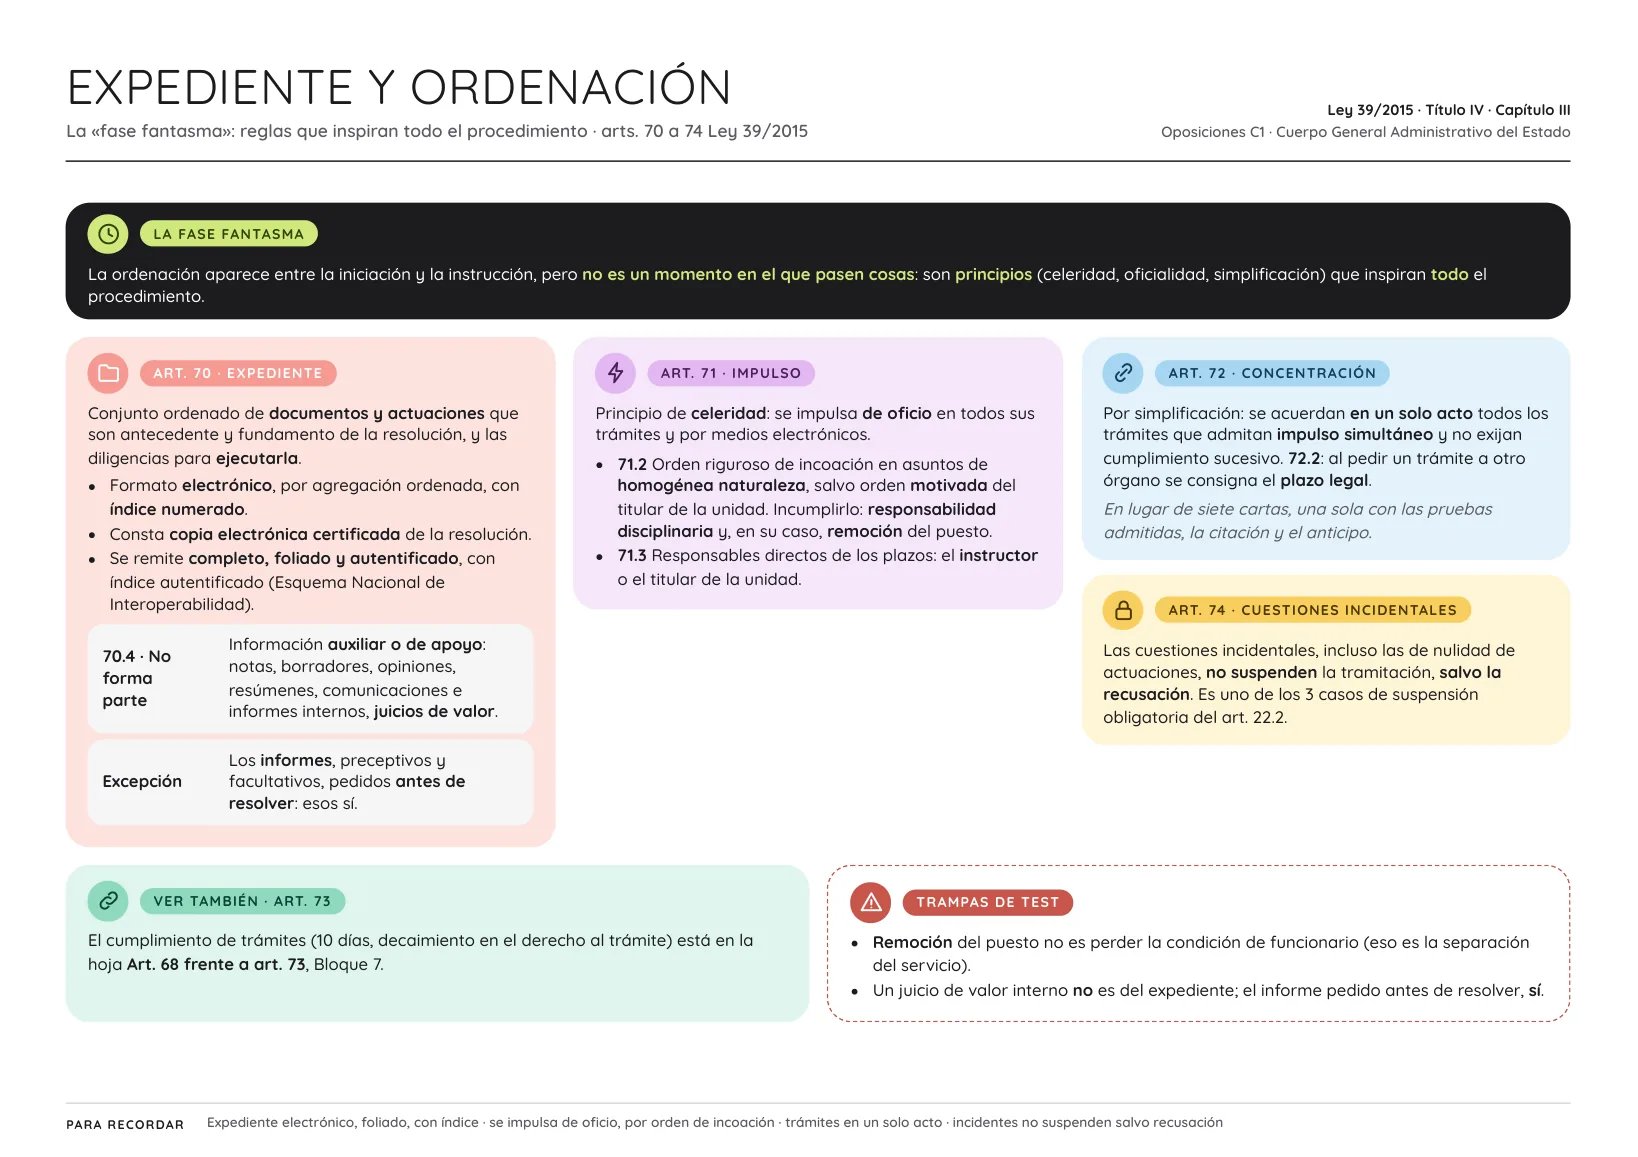 EXPEDIENTE Y ORDENACIÓN
La «fase fantasma»: reglas que inspiran todo el procedimiento · arts. 70 a 74 Ley 39/2015
Ley 39/2015 · Título IV · Capítulo III
Oposiciones C1 · Cuerpo General Administrativo del Estado
LA FASE FANTASMA
La ordenación aparece entre la iniciación y la instrucción, pero no es un momento en el que pasen cosas: son principios (celeridad, oficialidad, simplificación) que inspiran todo el
procedimiento.
ART. 70 · EXPEDIENTE
Conjunto ordenado de documentos y actuaciones que
son antecedente y fundamento de la resolución, y las
diligencias para ejecutarla.
• Formato electrónico, por agregación ordenada, con
índice numerado.
• Consta copia electrónica certificada de la resolución.
• Se remite completo, foliado y autentificado, con
índice autentificado (Esquema Nacional de
Interoperabilidad).
70.4 · No
forma
parte
Información auxiliar o de apoyo:
notas, borradores, opiniones,
resúmenes, comunicaciones e
informes internos, juicios de valor.
Excepción
Los informes, preceptivos y
facultativos, pedidos antes de
resolver: esos sí.
ART. 71 · IMPULSO
Principio de celeridad: se impulsa de oficio en todos sus
trámites y por medios electrónicos.
• 71.2 Orden riguroso de incoación en asuntos de
homogénea naturaleza, salvo orden motivada del
titular de la unidad. Incumplirlo: responsabilidad
disciplinaria y, en su caso, remoción del puesto.
• 71.3 Responsables directos de los plazos: el instructor
o el titular de la unidad.
ART. 72 · CONCENTRACIÓN
Por simplificación: se acuerdan en un solo acto todos los
trámites que admitan impulso simultáneo y no exijan
cumplimiento sucesivo. 72.2: al pedir un trámite a otro
órgano se consigna el plazo legal.
En lugar de siete cartas, una sola con las pruebas
admitidas, la citación y el anticipo.
ART. 74 · CUESTIONES INCIDENTALES
Las cuestiones incidentales, incluso las de nulidad de
actuaciones, no suspenden la tramitación, salvo la
recusación. Es uno de los 3 casos de suspensión
obligatoria del art. 22.2.
VER TAMBIÉN · ART. 73
El cumplimiento de trámites (10 días, decaimiento en el derecho al trámite) está en la
hoja Art. 68 frente a art. 73, Bloque 7.
TRAMPAS DE TEST
• Remoción del puesto no es perder la condición de funcionario (eso es la separación
del servicio).
• Un juicio de valor interno no es del expediente; el informe pedido antes de resolver, sí.
PARA RECORDAR
Expediente electrónico, foliado, con índice · se impulsa de oficio, por orden de incoación · trámites en un solo acto · incidentes no suspenden salvo recusación